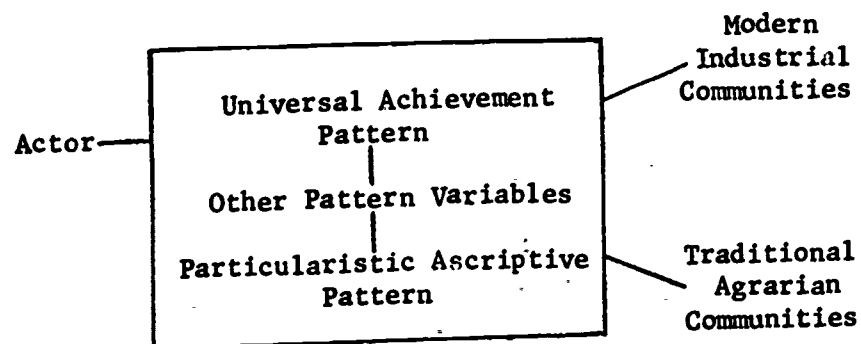 Modern
Industrial
Communities
Universal Achievement
Pattern
Actor
Other Pattern Variables
Particularistic Ascriptive
Pattern
Traditional
Agrarian
Communities